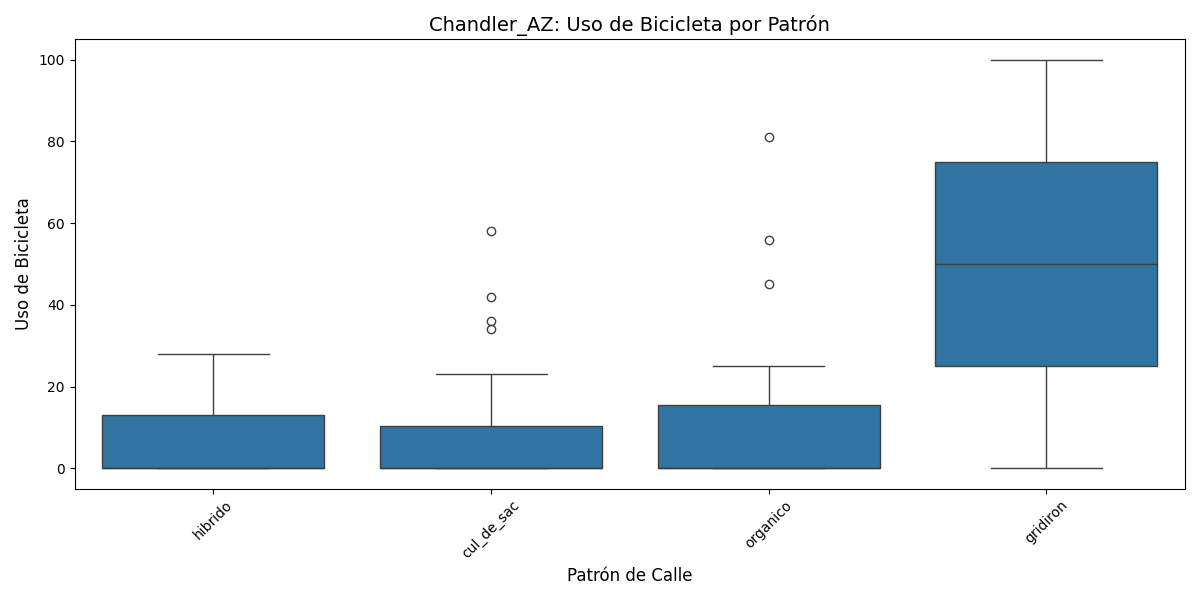 Chandler_AZ: Uso de Bicicleta por Patrón
Uso de Bicicleta
100
80
60
40
20
0
hibrido
cul_de_sac
organico
gridiron
Patrón de Calle